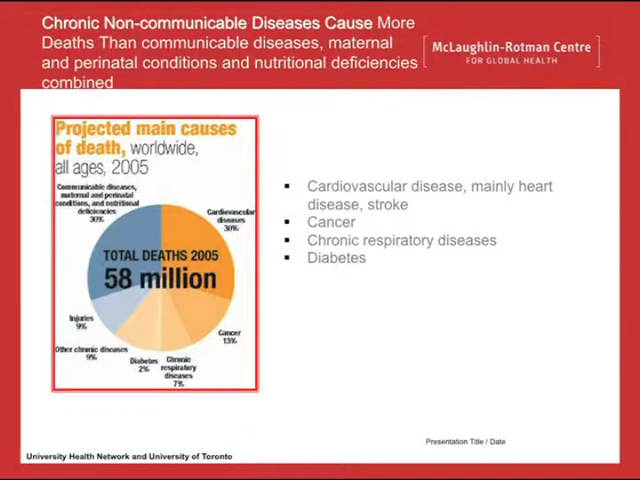 Chronic Non-communicable Diseases Cause More
Deaths Than communicable diseases, maternal
and perinatal conditions and nutritional deficiencies
combined
McLaughlin-Rotman Centre
FOR GLOBAL HEALTH
Projected main causes
of death, worldwide,
all ages, 2005
Communicable diseases,
maternal and perinatal
conditions, and nutritional
deficiencies
30%
Cardiovascular
diseases
30%
TOTAL DEATHS 2005
58 million
Injuries
9%
Cancer
13%
Other chronic diseases
9%
Diabetes
2%
Chronic
respiratory
diseases
7%
▪ Cardiovascular disease, mainly heart
disease, stroke
▪ Cancer
▪ Chronic respiratory diseases
▪ Diabetes
Presentation Title / Date
University Health Network and University of Toronto